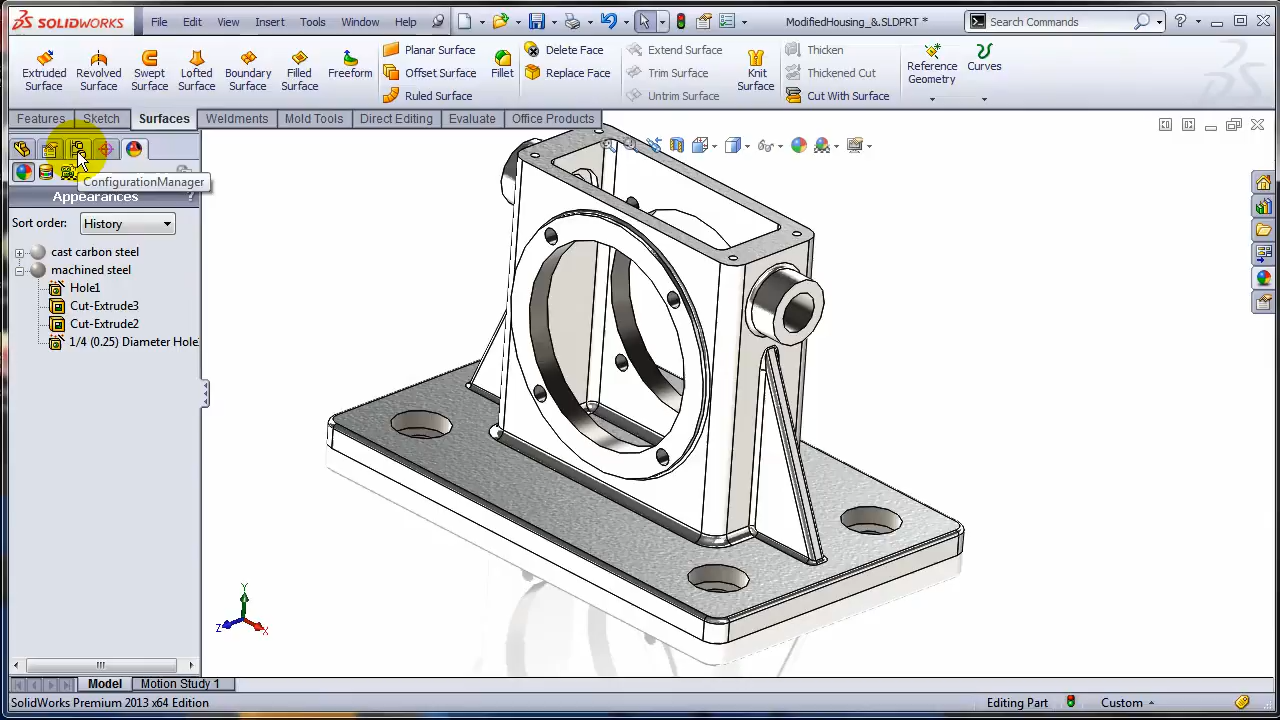 SOLIDWORKS File Edit View Insert Tools Window Help ModifiedHousing_&.SLDPRT * Search Commands
Extruded Surface
Revolved Surface
Swept Surface
Lofted Surface
Boundary Surface
Filled Surface
Freeform
Planar Surface
Offset Surface
Ruled Surface
Fillet
Delete Face
Replace Face
Extend Surface
Trim Surface
Untrim Surface
Knit Surface
Thicken
Thickened Cut
Cut With Surface
Reference Geometry
Curves
Features Sketch Surfaces Weldments Mold Tools Direct Editing Evaluate Office Products
ConfigurationManager
Appearances ?
Sort order: History
cast carbon steel
machined steel
Hole1
Cut-Extrude3
Cut-Extrude2
1/4 (0.25) Diameter Hole
Y
Z X
Model Motion Study 1
SolidWorks Premium 2013 x64 Edition Editing Part Custom